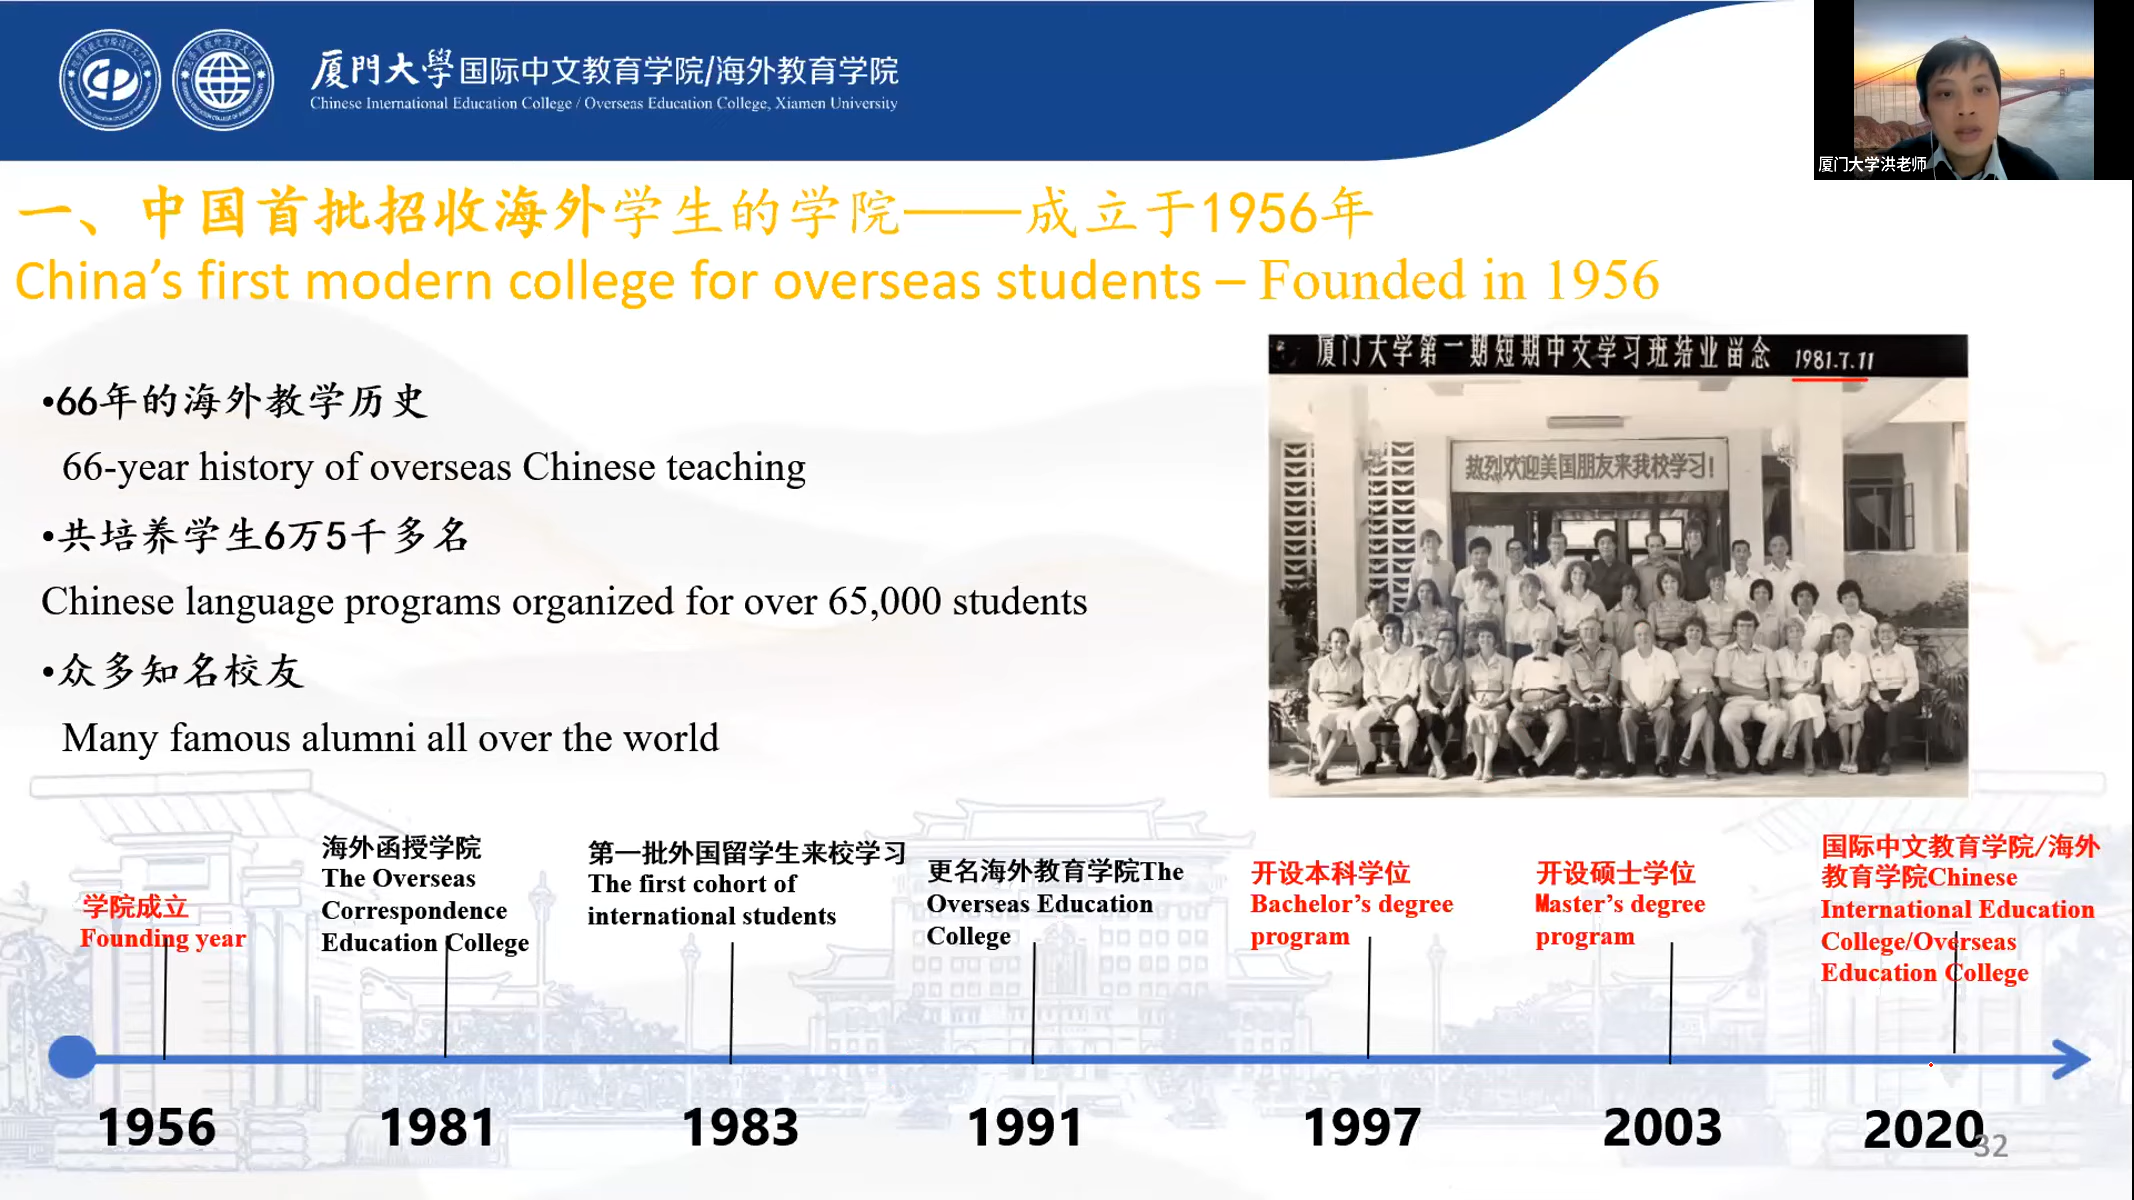 厦門大學国际中文教育学院/海外教育学院
Chinese International Education College / Overseas Education College, Xiamen University
厦门大学洪老师
一、中国首批招收海外学生的学院——成立于1956年
China’s first modern college for overseas students – Founded in 1956
•66年的海外教学历史
66-year history of overseas Chinese teaching
•共培养学生6万5千多名
Chinese language programs organized for over 65,000 students
•众多知名校友
Many famous alumni all over the world
厦门大学第一期短期中文学习班结业留念 1981.7.11
热烈欢迎美国朋友来我校学习!
学院成立
Founding year
海外函授学院
The Overseas
Correspondence
Education College
第一批外国留学生来校学习
The first cohort of
international students
更名海外教育学院The
Overseas Education
College
开设本科学位
Bachelor’s degree
program
开设硕士学位
Master’s degree
program
国际中文教育学院/海外
教育学院Chinese
International Education
College/Overseas
Education College
1956
1981
1983
1991
1997
2003
2020
32